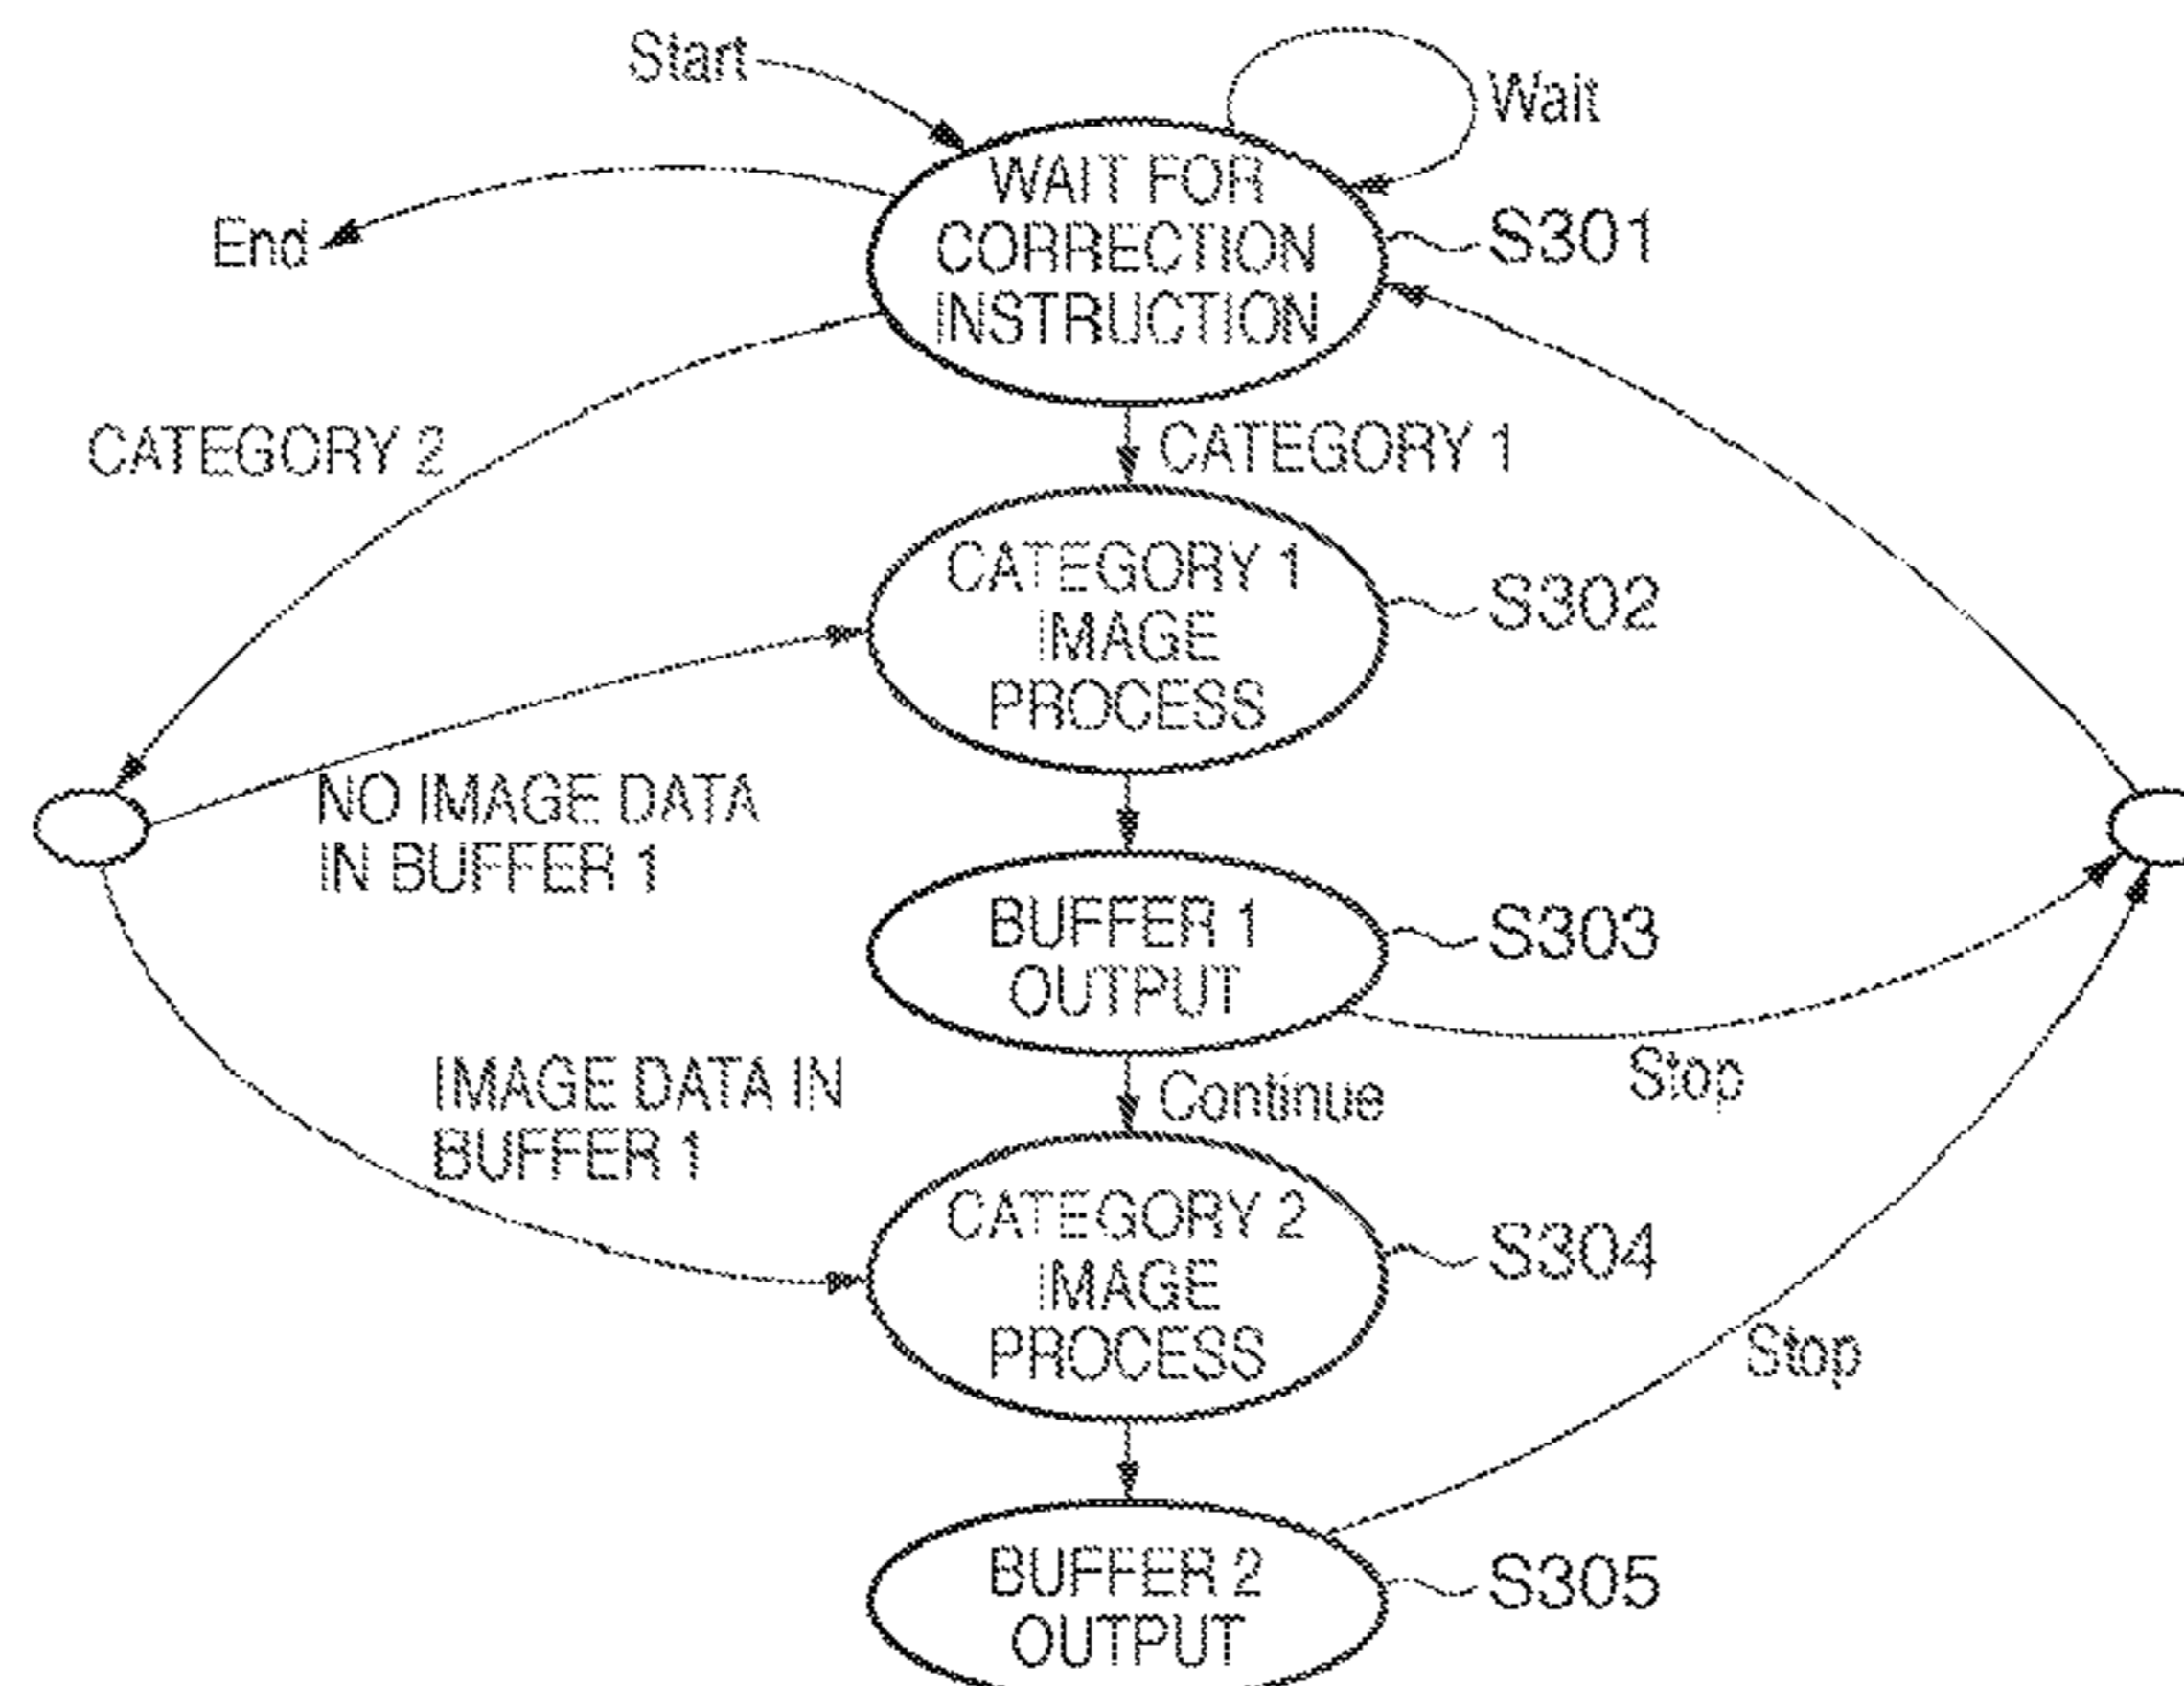 Start
Wait
WAIT FOR
CORRECTION
INSTRUCTION
S301
End
CATEGORY 2
CATEGORY 1
CATEGORY 1
IMAGE
PROCESS
S302
NO IMAGE DATA
IN BUFFER 1
BUFFER 1
OUTPUT
S303
Stop
Continue
IMAGE DATA IN
BUFFER 1
CATEGORY 2
IMAGE
PROCESS
S304
Stop
BUFFER 2
OUTPUT
S305